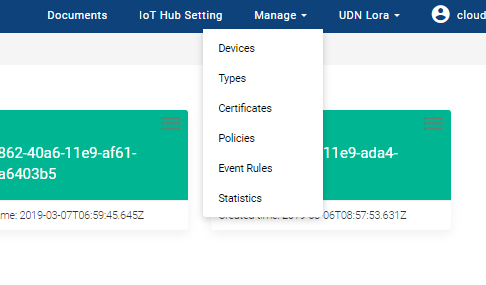 Documents IoT Hub Setting Manage UDN Lora cloud
Devices
Types
Certificates
Policies
Event Rules
Statistics
862-40a6-11e9-af61-
a6403b5
me: 2019-03-07T06:59:45.645Z
11e9-ada4-
Created time: 2019-03-06T08:57:53.631Z